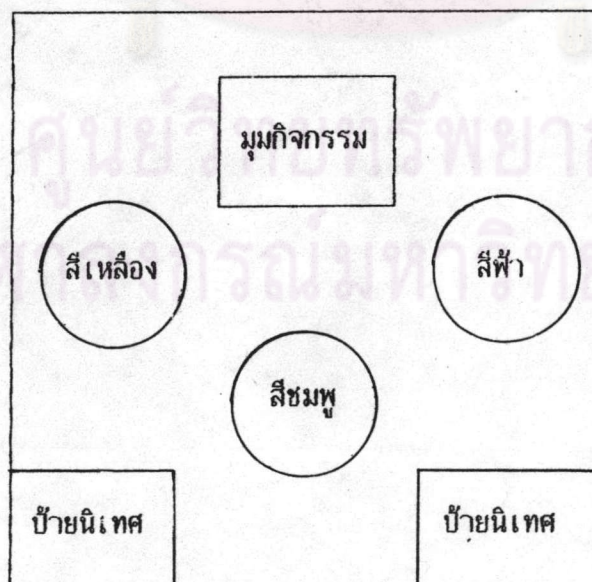 มุมกิจกรรม
สีเหลือง
สีฟ้า
สีชมพู
ป้ายนิเทศ
ป้ายนิเทศ